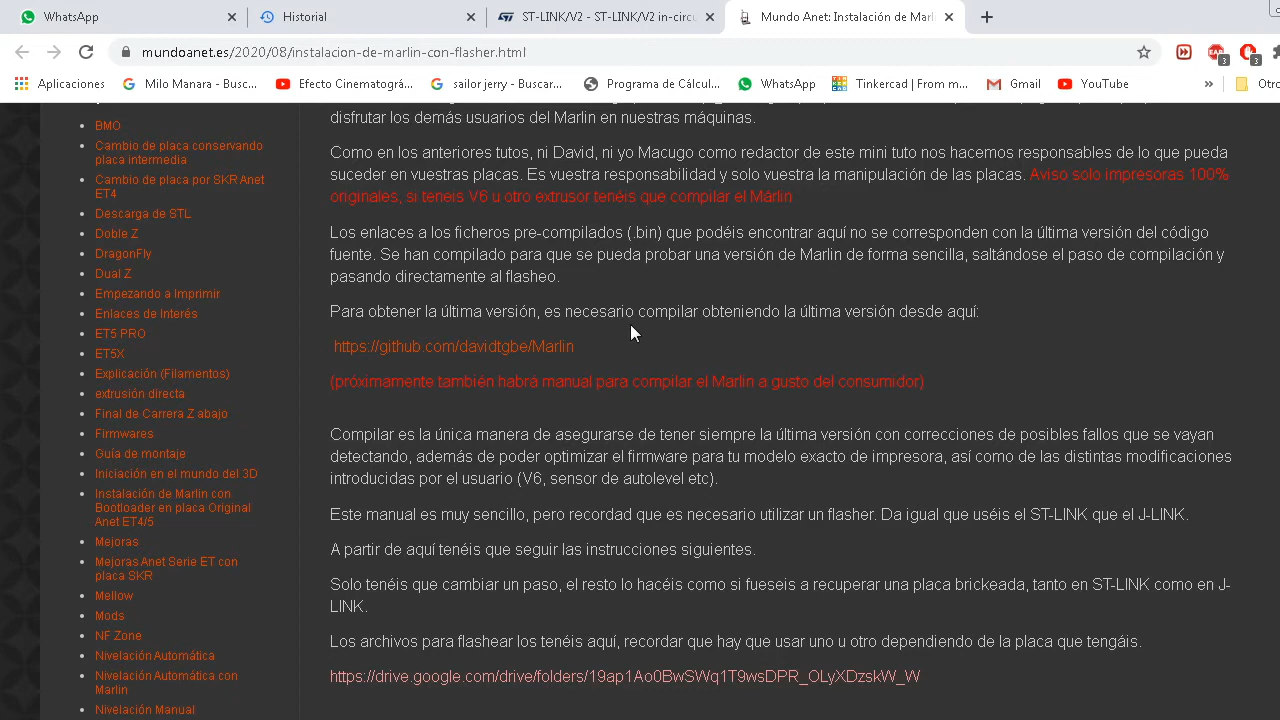 WhatsApp
Historial
ST-LINK/V2 - ST-LINK/V2 in-circu
Mundo Anet: Instalación de Marl
mundoanet.es/2020/08/instalacion-de-marlin-con-flasher.html
3
3
Aplicaciones
Milo Manara - Busc...
Efecto Cinematográ...
sailor jerry - Buscar...
Programa de Cálcul...
WhatsApp
Tinkercad | From m...
Gmail
YouTube
»
Otro
BMO
Cambio de placa conservando
placa intermedia
Cambio de placa por SKR Anet
ET4
Descarga de STL
Doble Z
DragonFly
Dual Z
Empezando a Imprimir
Enlaces de Interés
ET5 PRO
ET5X
Explicación (Filamentos)
extrusión directa
Final de Carrera Z abajo
Firmwares
Guía de montaje
Iniciación en el mundo del 3D
Instalación de Marlin con
Bootloader en placa Original
Anet ET4/5
Mejoras
Mejoras Anet Serie ET con
placa SKR
Mellow
Mods
NF Zone
Nivelación Automática
Nivelación Automática con
Marlin
Nivelación Manual
disfrutar los demás usuarios del Marlin en nuestras máquinas.
Como en los anteriores tutos, ni David, ni yo Macugo como redactor de este mini tuto nos hacemos responsables de lo que pueda
suceder en vuestras placas. Es vuestra responsabilidad y solo vuestra la manipulación de las placas. Aviso solo impresoras 100%
originales, si teneis V6 u otro extrusor tenéis que compilar el Márlin
Los enlaces a los ficheros pre-compilados (.bin) que podéis encontrar aquí no se corresponden con la última versión del código
fuente. Se han compilado para que se pueda probar una versión de Marlin de forma sencilla, saltándose el paso de compilación y
pasando directamente al flasheo.
Para obtener la última versión, es necesario compilar obteniendo la última versión desde aquí:
https://github.com/davidtgbe/Marlin
(próximamente también habrá manual para compilar el Marlin a gusto del consumidor)
Compilar es la única manera de asegurarse de tener siempre la última versión con correcciones de posibles fallos que se vayan
detectando, además de poder optimizar el firmware para tu modelo exacto de impresora, así como de las distintas modificaciones
introducidas por el usuario (V6, sensor de autolevel etc).
Este manual es muy sencillo, pero recordad que es necesario utilizar un flasher. Da igual que uséis el ST-LINK que el J-LINK.
A partir de aquí tenéis que seguir las instrucciones siguientes.
Solo tenéis que cambiar un paso, el resto lo hacéis como si fueseis a recuperar una placa brickeada, tanto en ST-LINK como en J-
LINK.
Los archivos para flashear los tenéis aquí, recordar que hay que usar uno u otro dependiendo de la placa que tengáis.